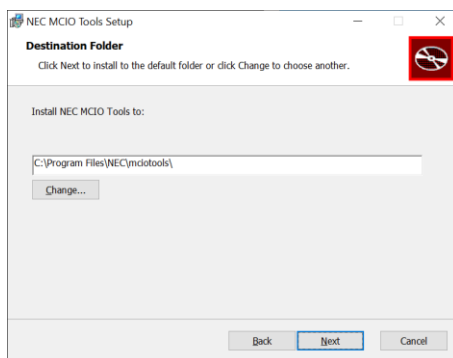 NEC MCIO Tools Setup
Destination Folder
Click Next to install to the default folder or click Change to choose another.
Install NEC MCIO Tools to:
C:\Program Files\NEC\mciotools\
Change...
Back Next Cancel